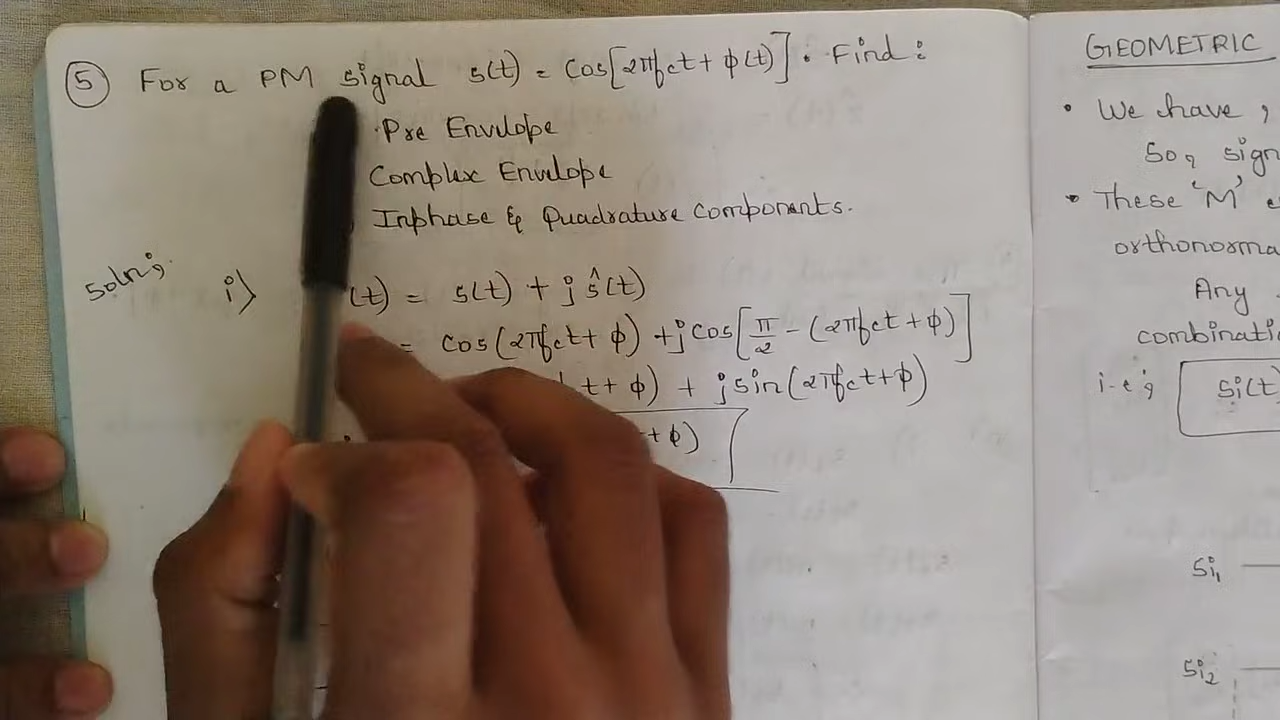 ⑤ For a PM signal s(t) = Cos[2πfct + ϕ(t)] . Find :
Pre Envelope
Complex Envelope
Inphase & Quadrature Components.
Soln;
i) (t) = s(t) + j ŝ(t)
= Cos(2πfct + ϕ) + j Cos[π/2 - (2πfct + ϕ)]
t + ϕ) + j sin(2πfct + ϕ)
+ ϕ)
GEOMETRIC
• We have,
So, sign
• These 'M'
orthonorma
Any
combinati
i.e; Si(t)
Si1
Si2